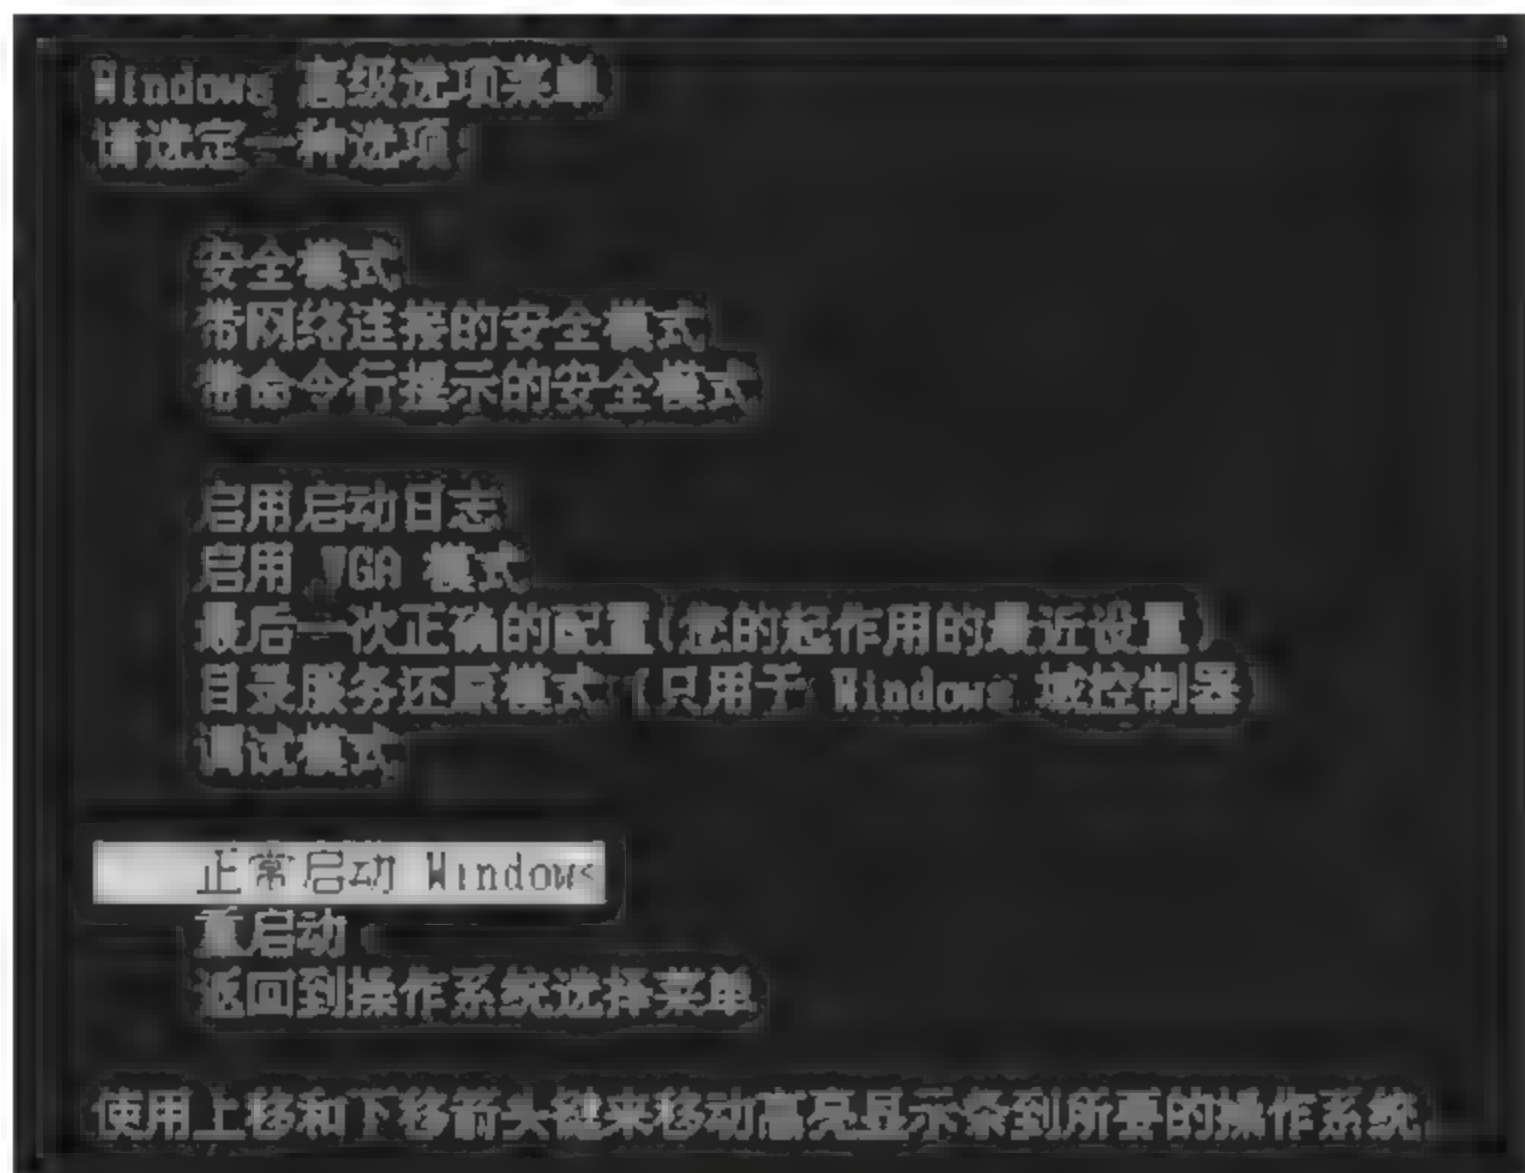 Windows 高级选项菜单
请选定一种选项
安全模式
带网络连接的安全模式
带命令行提示的安全模式
启用启动日志
启用 VGA 模式
最后一次正确的配置(您的起作用的最近设置)
目录服务还原模式 (只用于 Windows 域控制器
调试模式
正常启动 Windows
重启动
返回到操作系统选择菜单
使用上移和下移箭头键来移动高亮显示条到所要的操作系统